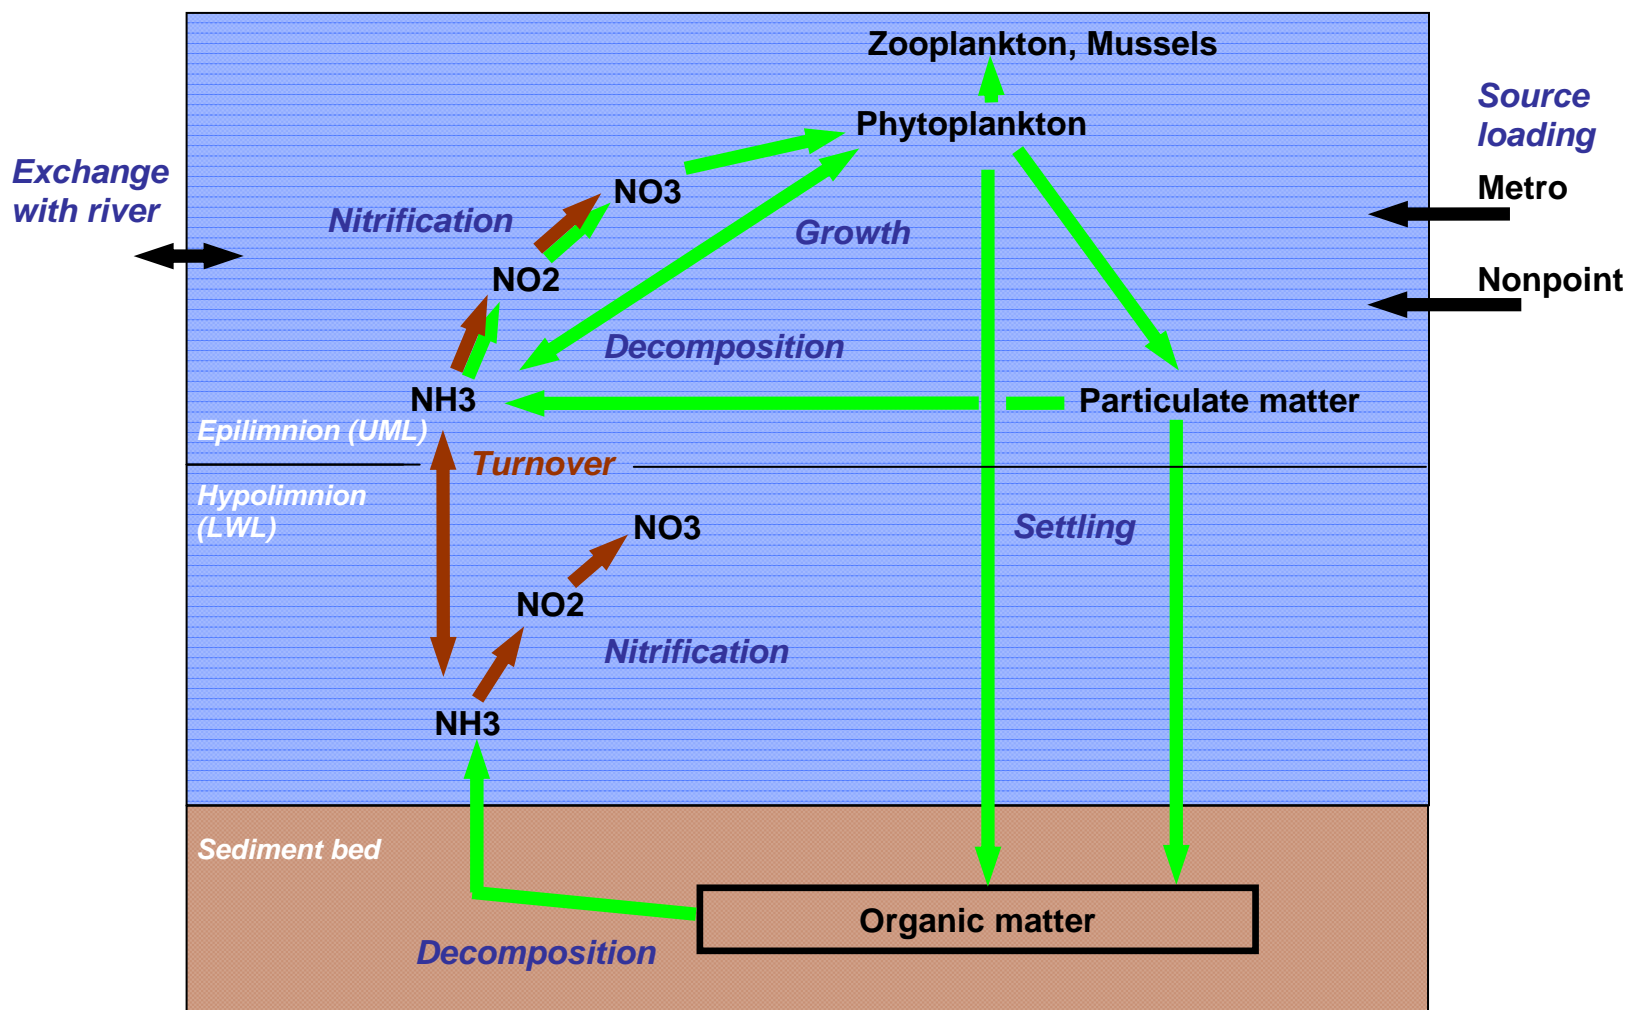 Zooplankton, Mussels
Source
loading
Phytoplankton
Exchange
with river
NO3
Metro
Nitrification
Growth
NO2
Nonpoint
Decomposition
NH3
Particulate matter
Epilimnion (UML)
Turnover
Hypolimnion
(LWL)
NO3
Settling
NO2
Nitrification
NH3
Sediment bed
Organic matter
Decomposition